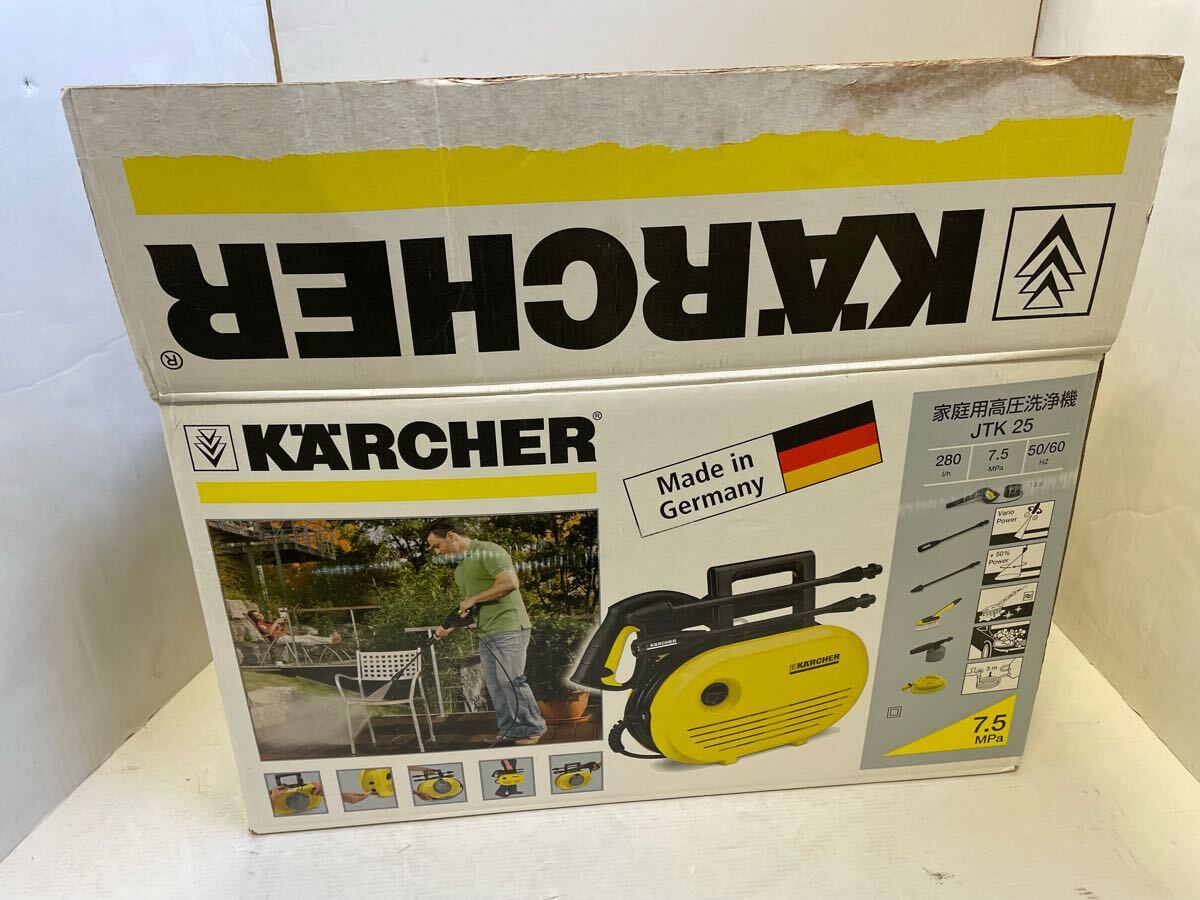 KÄRCHER®
KÄRCHER®
Made in
Germany
家庭用高圧洗浄機
JTK 25
280
l/h
7.5
MPa
50/60
HZ
Vario
Power
+ 50%
Power
3 m
KÄRCHER
KÄRCHER
7.5
MPa